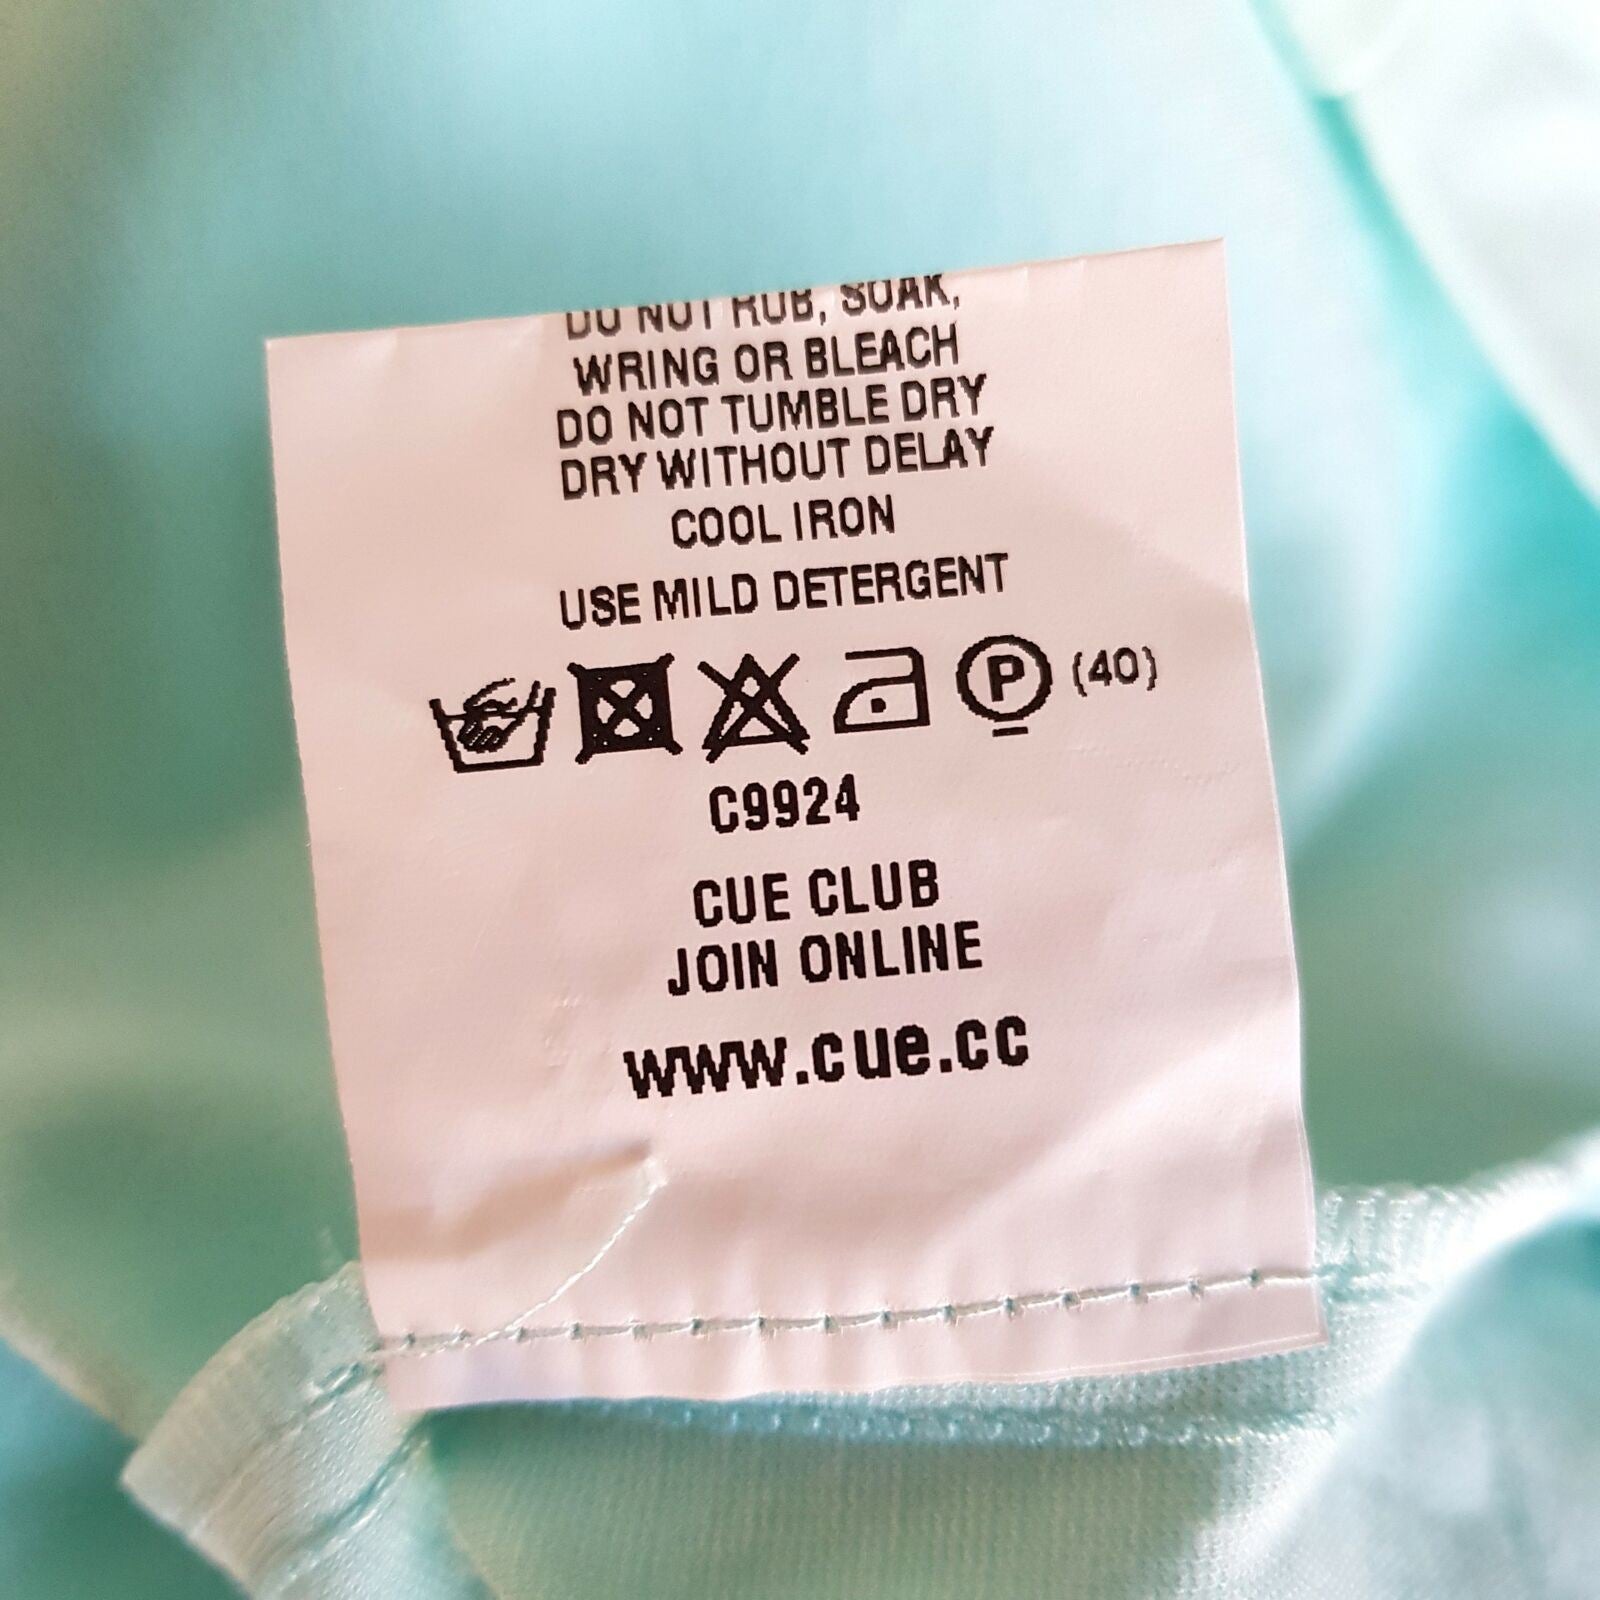 DO NOT RUB, SOAK,
WRING OR BLEACH
DO NOT TUMBLE DRY
DRY WITHOUT DELAY
COOL IRON
USE MILD DETERGENT
P (40)
C9924
CUE CLUB
JOIN ONLINE
www.cue.cc